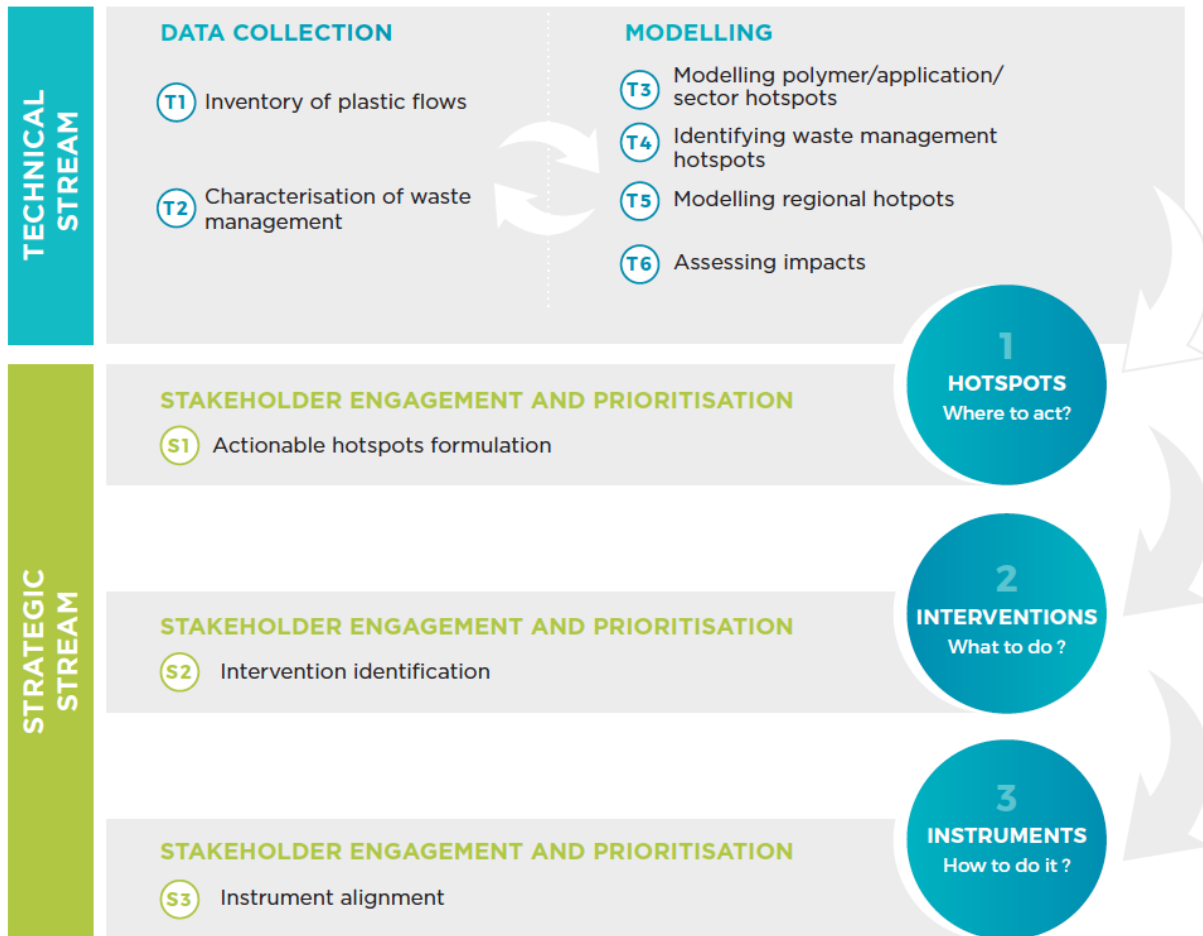 TECHNICAL
STREAM
DATA COLLECTION
T1 Inventory of plastic flows
T2 Characterisation of waste
management
MODELLING
T3 Modelling polymer/application/
sector hotspots
T4 Identifying waste management
hotspots
T5 Modelling regional hotpots
T6 Assessing impacts
1
HOTSPOTS
Where to act?
STRATEGIC
STREAM
STAKEHOLDER ENGAGEMENT AND PRIORITISATION
S1 Actionable hotspots formulation
2
INTERVENTIONS
What to do ?
STAKEHOLDER ENGAGEMENT AND PRIORITISATION
S2 Intervention identification
3
INSTRUMENTS
How to do it ?
STAKEHOLDER ENGAGEMENT AND PRIORITISATION
S3 Instrument alignment